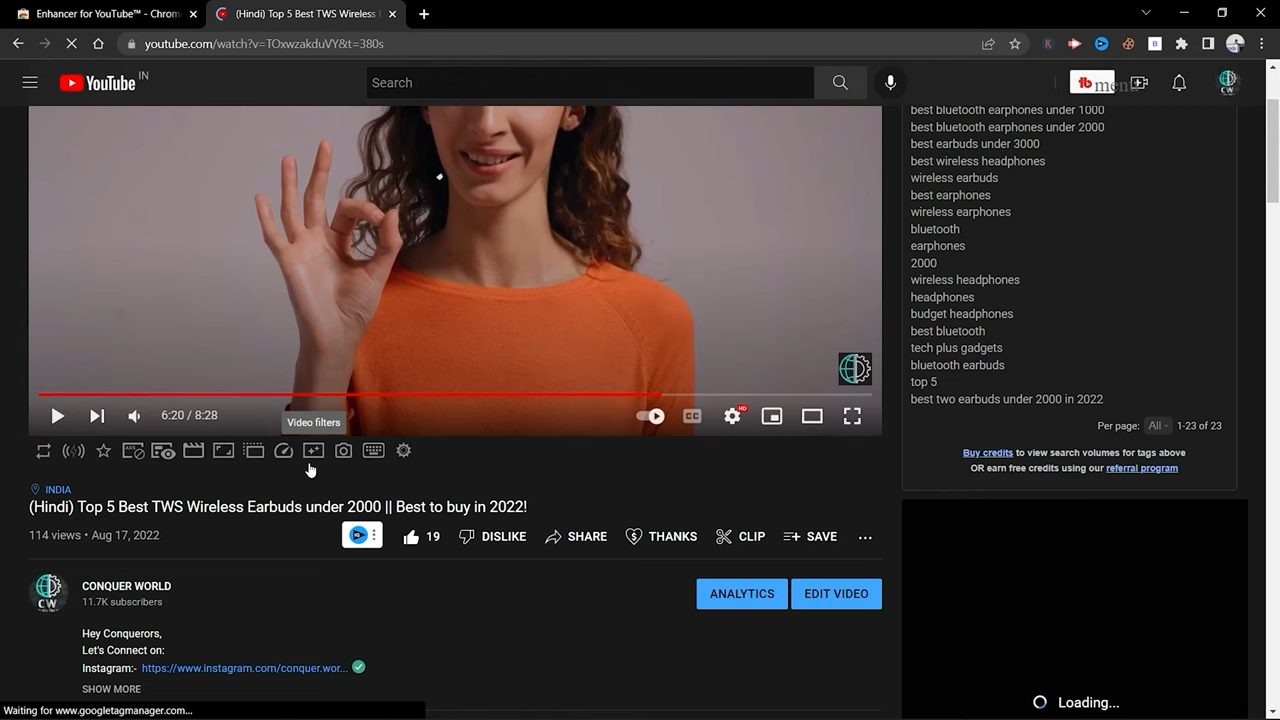 Enhancer for YouTube™ - Chrom
(Hindi) Top 5 Best TWS Wireless
youtube.com/watch?v=TOxwzakduVY&t=380s
YouTube IN
Search
menu
best bluetooth earphones under 1000
best bluetooth earphones under 2000
best earbuds under 3000
best wireless headphones
wireless earbuds
best earphones
wireless earphones
bluetooth
earphones
2000
wireless headphones
headphones
budget headphones
best bluetooth
tech plus gadgets
bluetooth earbuds
top 5
best two earbuds under 2000 in 2022
Per page: All 1-23 of 23
Buy credits to view search volumes for tags above
OR earn free credits using our referral program
6:20 / 8:28
CC
HD
Video filters
INDIA
(Hindi) Top 5 Best TWS Wireless Earbuds under 2000 || Best to buy in 2022!
114 views • Aug 17, 2022
19
DISLIKE
SHARE
THANKS
CLIP
SAVE
CW
CONQUER WORLD
11.7K subscribers
ANALYTICS
EDIT VIDEO
Hey Conquerors,
Let's Connect on:
Instagram:- https://www.instagram.com/conquer.wor...
SHOW MORE
Loading...
Waiting for www.googletagmanager.com...